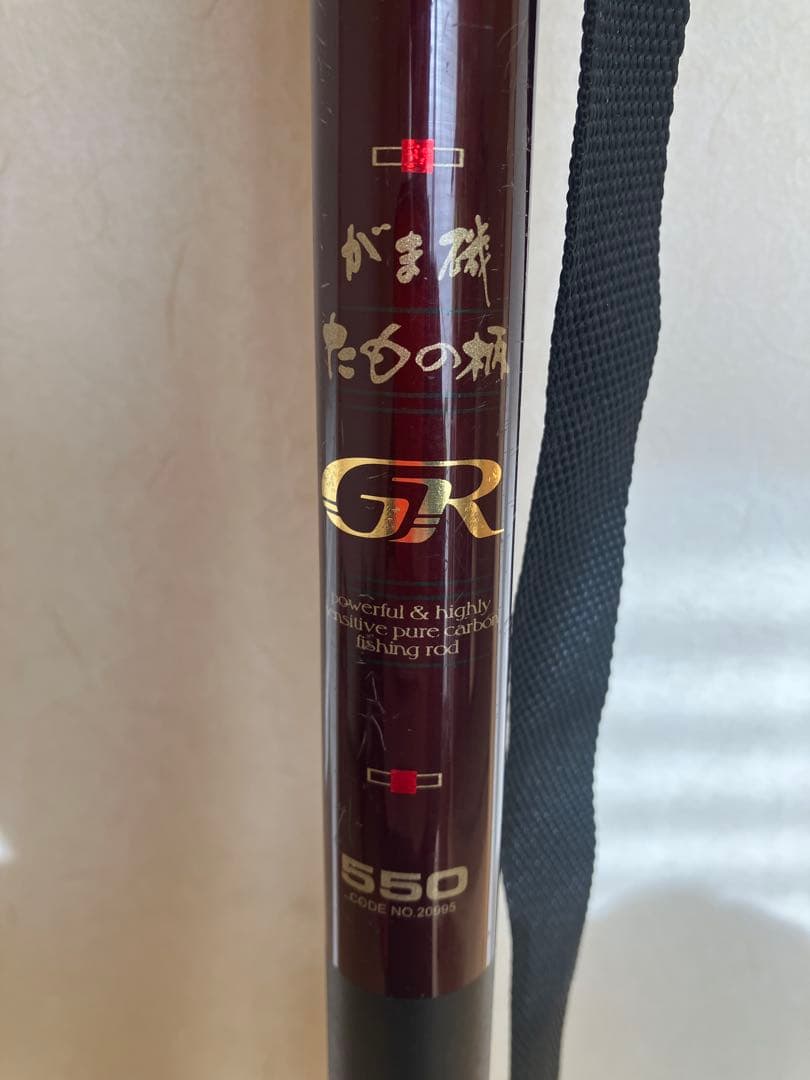 がま磯
たもの柄
GR
powerful & highly
sensitive pure carbon
fishing rod
550
CODE NO.20995